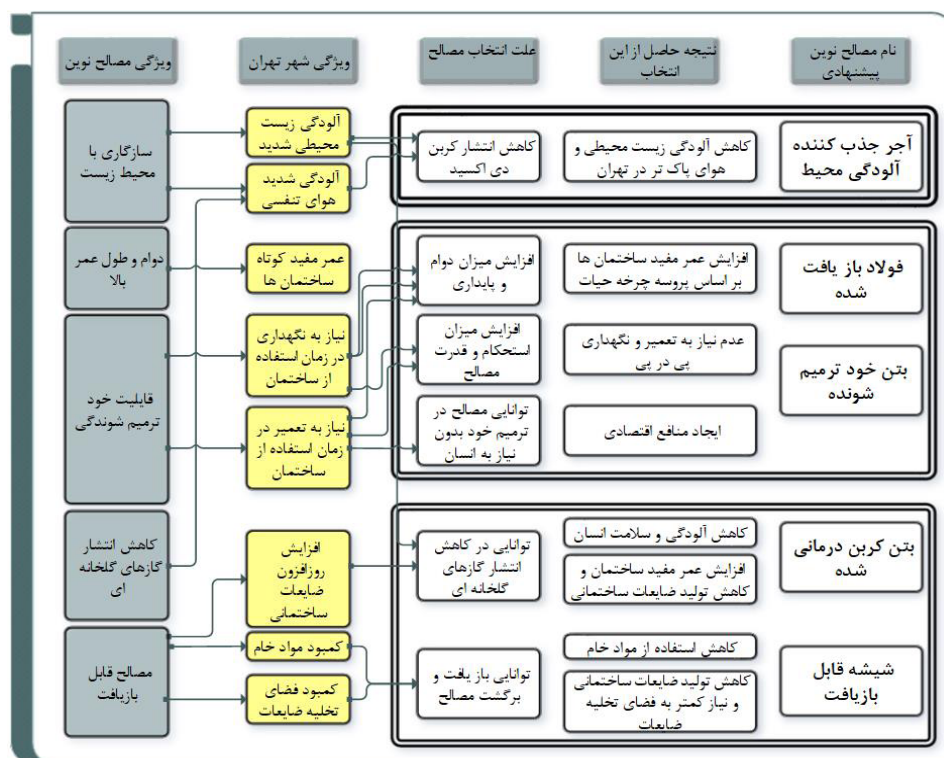 نام مصالح نوین
پیشنهادی
نتیجه حاصل از این
انتخاب
علت انتخاب مصالح
ویژگی شهر تهران
ویژگی مصالح نوین
آجر جذب کننده
آلودگی محیط
کاهش آلودگی زیست محیطی و
هوای پاک تر در تهران
کاهش انتشار کربن
دی اکسید
آلودگی زیست
محیطی شدید
آلودگی شدید
هوای تنفسی
سازگاری با
محیط زیست
فولاد باز یافت
شده
افزایش عمر مفید ساختمان ها
بر اساس پروسه چرخه حیات
افزایش میزان دوام
و پایداری
عمر مفید کوتاه
ساختمان ها
دوام و طول عمر
بالا
بتن خود ترمیم
شونده
عدم نیاز به تعمیر و نگهداری
پی در پی
افزایش میزان
استحکام و قدرت
مصالح
نیاز به نگهداری
در زمان استفاده
از ساختمان
قابلیت خود
ترمیم شوندگی
ایجاد منافع اقتصادی
توانایی مصالح در
ترمیم خود بدون
نیاز به انسان
نیاز به تعمیر در
زمان استفاده از
ساختمان
بتن کربن درمانی
شده
کاهش آلودگی و سلامت انسان
افزایش عمر مفید ساختمان و
کاهش تولید ضایعات ساختمانی
توانایی در کاهش
انتشار گازهای
گلخانه ای
افزایش
روزافزون
ضایعات
ساختمانی
کاهش انتشار
گازهای گلخانه
ای
شیشه قابل
بازیافت
کاهش استفاده از مواد خام
کاهش تولید ضایعات ساختمانی
و نیاز کمتر به فضای تخلیه
ضایعات
توانایی باز یافت و
برگشت مصالح
کمبود مواد خام
کمبود فضای
تخلیه ضایعات
مصالح قابل
بازیافت